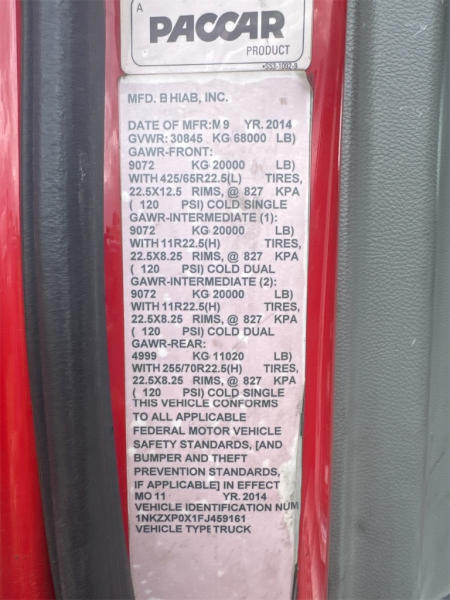 A
PACCAR
PRODUCT
MFD. B HIAB, INC.
DATE OF MFR:M 9 YR. 2014
GVWR: 30845 KG 68000 LB)
GAWR-FRONT:
9072 KG 20000 LB)
WITH 425/65R22.5(L) TIRES,
22.5X12.5 RIMS, @ 827 KPA
( 120 PSI) COLD SINGLE
GAWR-INTERMEDIATE (1):
9072 KG 20000 LB)
WITH 11R22.5(H) TIRES,
22.5X8.25 RIMS, @ 827 KPA
( 120 PSI) COLD DUAL
GAWR-INTERMEDIATE (2):
9072 KG 20000 LB)
WITH 11R22.5(H) TIRES,
22.5X8.25 RIMS, @ 827 KPA
( 120 PSI) COLD DUAL
GAWR-REAR:
4999 KG 11020 LB)
WITH 255/70R22.5(H) TIRES,
22.5X8.25 RIMS, @ 827 KPA
( 120 PSI) COLD SINGLE
THIS VEHICLE CONFORMS
TO ALL APPLICABLE
FEDERAL MOTOR VEHICLE
SAFETY STANDARDS, [AND
BUMPER AND THEFT
PREVENTION STANDARDS,
IF APPLICABLE] IN EFFECT
MO 11 YR. 2014
VEHICLE IDENTIFICATION NUM
1NKZXP0X1FJ459161
VEHICLE TYPE TRUCK